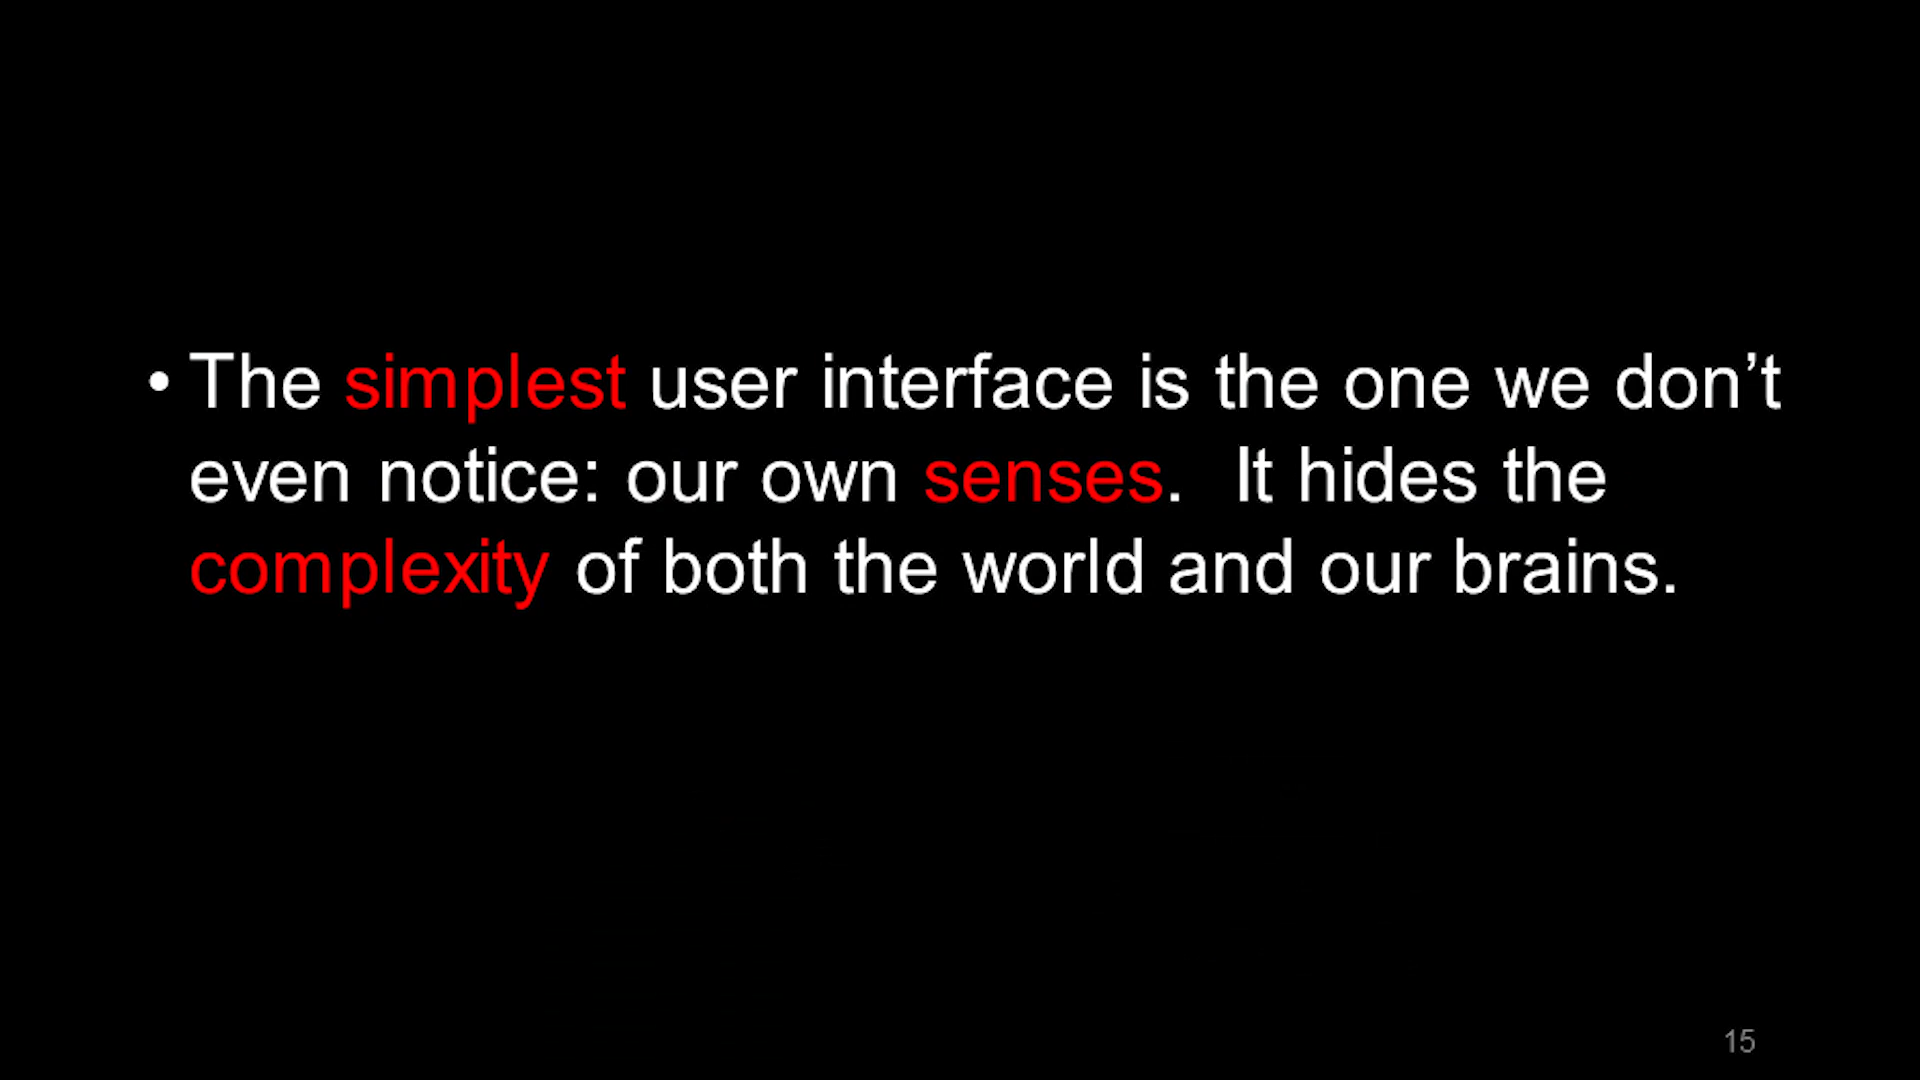 • The simplest user interface is the one we don’t
even notice: our own senses.  It hides the
complexity of both the world and our brains.
15